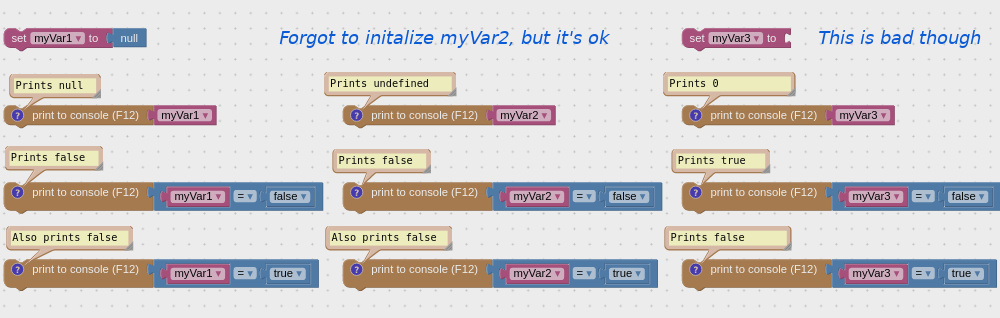 set myVar1 ▾ to null
Forgot to initalize myVar2, but it's ok
set myVar3 ▾ to
This is bad though
Prints null
Prints undefined
Prints 0
? print to console (F12) myVar1 ▾
? print to console (F12) myVar2 ▾
? print to console (F12) myVar3 ▾
Prints false
Prints false
Prints true
? print to console (F12) myVar1 ▾ = ▾ false ▾
? print to console (F12) myVar2 ▾ = ▾ false ▾
? print to console (F12) myVar3 ▾ = ▾ false ▾
Also prints false
Also prints false
Prints false
? print to console (F12) myVar1 ▾ = ▾ true ▾
? print to console (F12) myVar2 ▾ = ▾ true ▾
? print to console (F12) myVar3 ▾ = ▾ true ▾